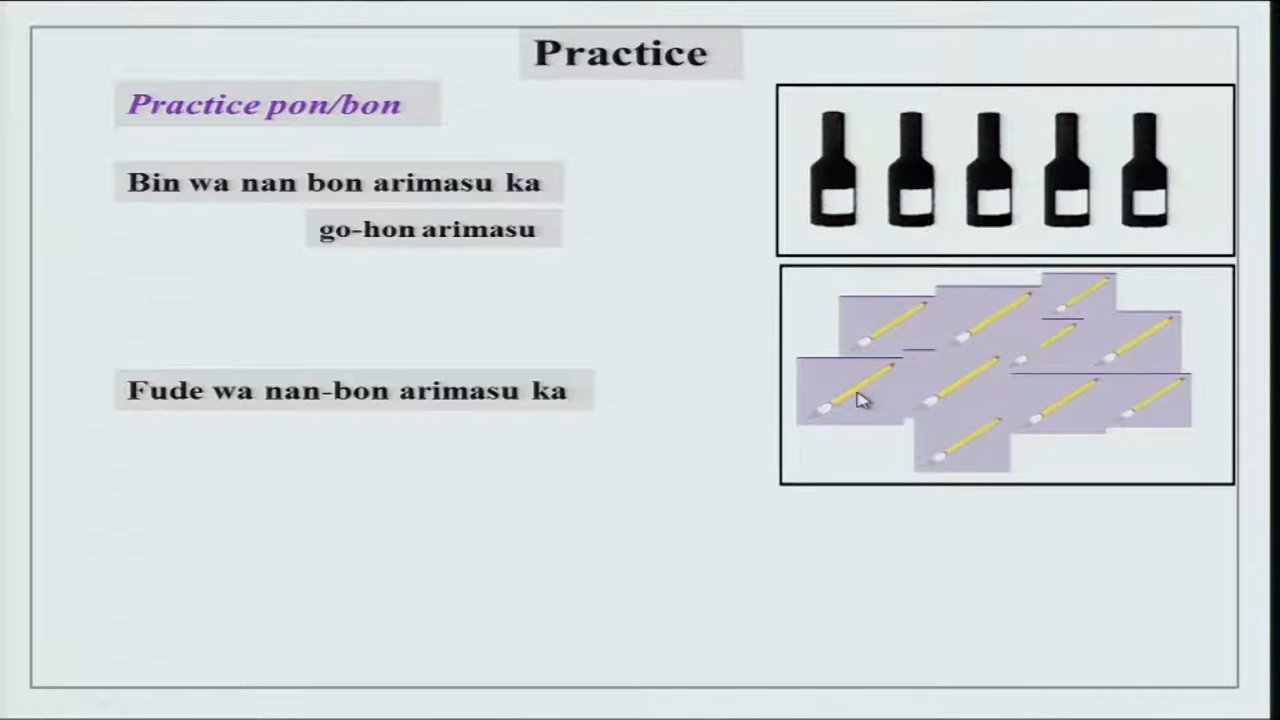 Practice
Practice pon/bon
Bin wa nan bon arimasu ka
go-hon arimasu
Fude wa nan-bon arimasu ka